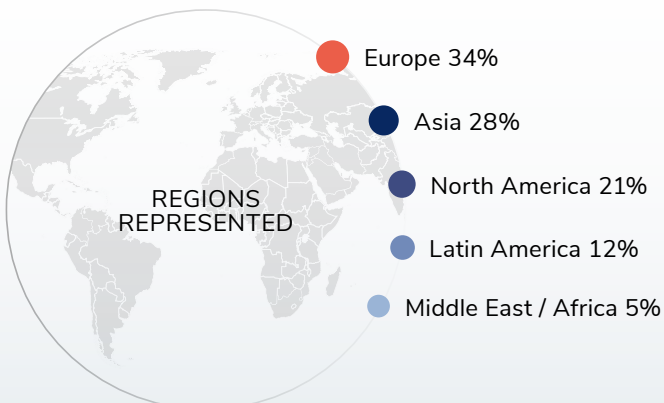 Europe 34%
Asia 28%
North America 21%
REGIONS
REPRESENTED
Latin America 12%
Middle East / Africa 5%